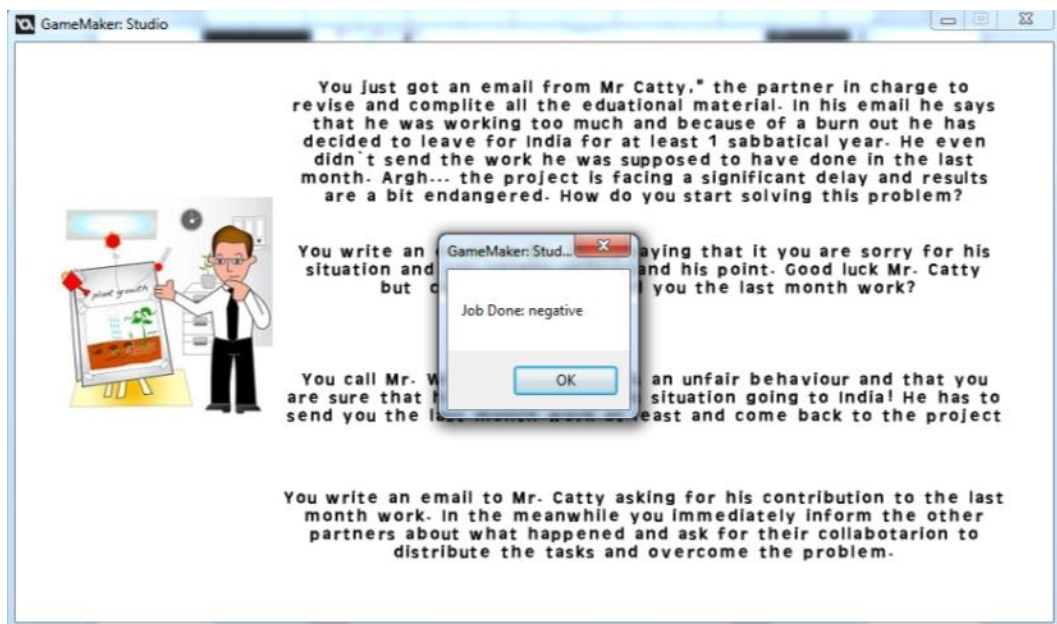 GameMaker: Studio
You just got an email from Mr Catty," the partner in charge to
revise and complite all the eduational material. In his email he says
that he was working too much and because of a burn out he has
decided to leave for India for at least 1 sabbatical year. He even
didn`t send the work he was supposed to have done in the last
month. Argh... the project is facing a significant delay and results
are a bit endangered. How do you start solving this problem?
plant growth
You write an aying that it you are sorry for his
situation and and his point. Good luck Mr. Catty
but you the last month work?
GameMaker: Stud...
Job Done: negative
OK
You call Mr. an unfair behaviour and that you
are sure that situation going to India! He has to
send you the last month work at least and come back to the project
You write an email to Mr. Catty asking for his contribution to the last
month work. In the meanwhile you immediately inform the other
partners about what happened and ask for their collabotarion to
distribute the tasks and overcome the problem.